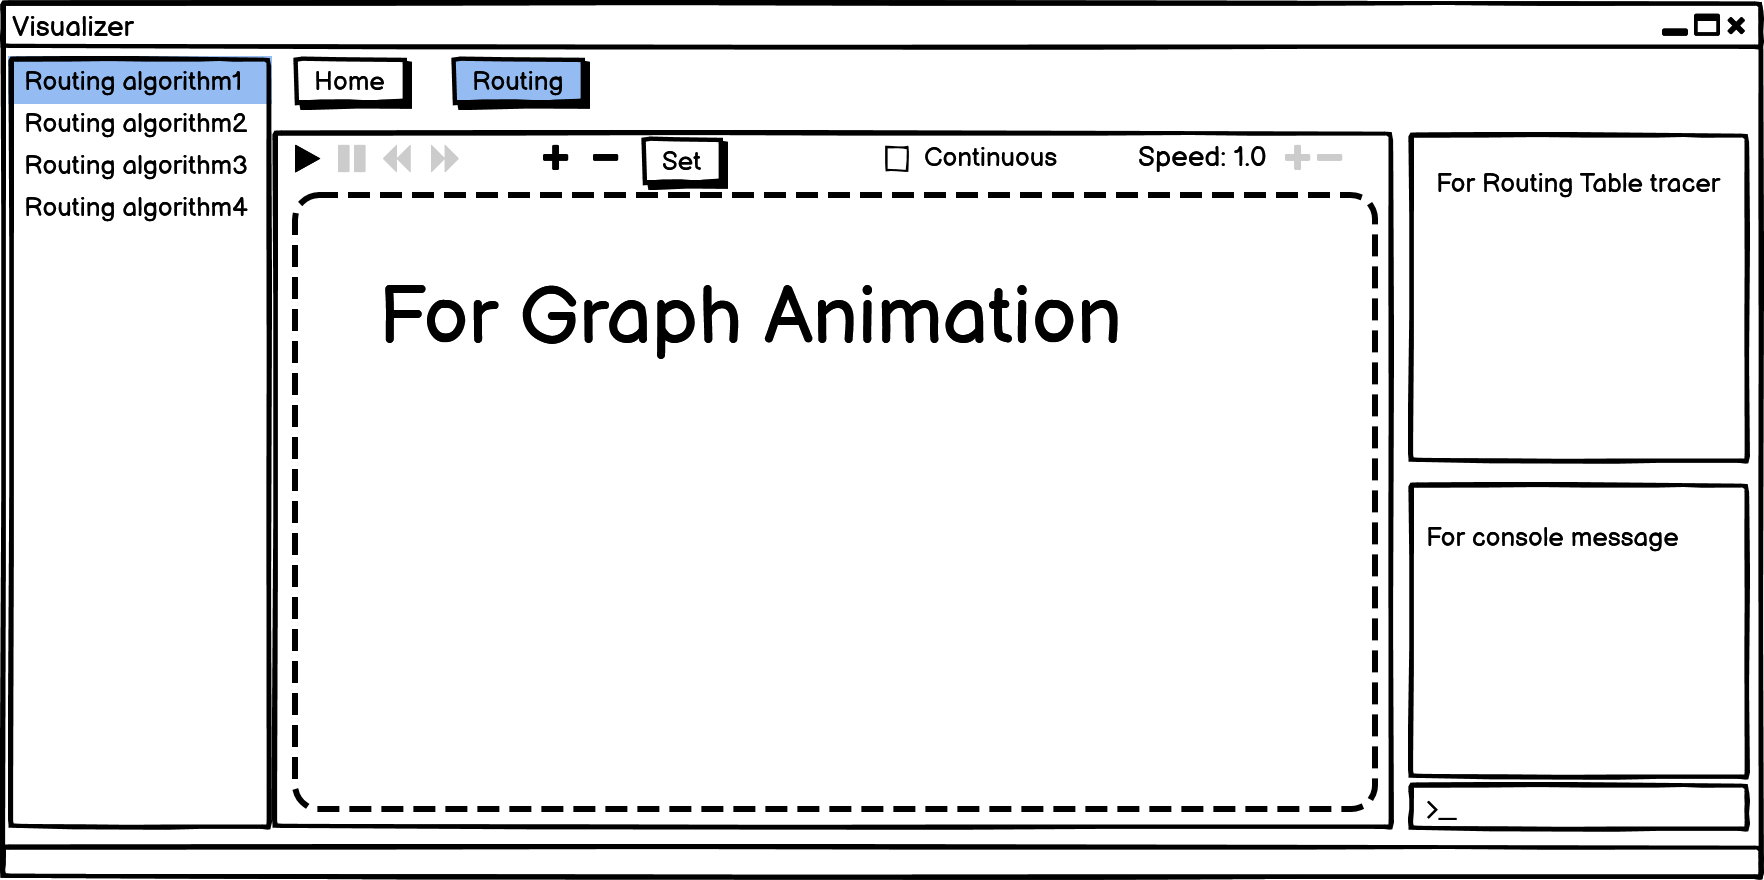 Visualizer
Routing algorithm1
Routing algorithm2
Routing algorithm3
Routing algorithm4
Home
Routing
Set
Continuous
Speed: 1.0
For Graph Animation
For Routing Table tracer
For console message
>_